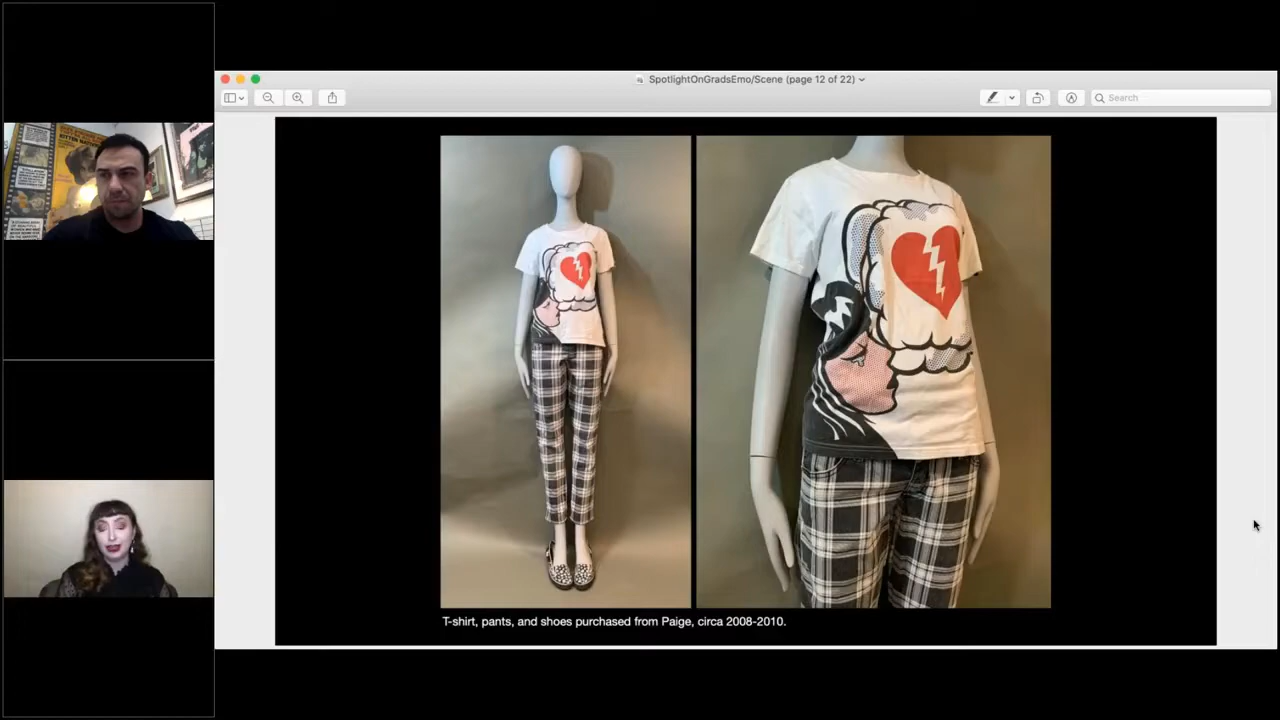 SpotlightOnGradsEmo/Scene (page 12 of 22)
Search
T-shirt, pants, and shoes purchased from Paige, circa 2008-2010.